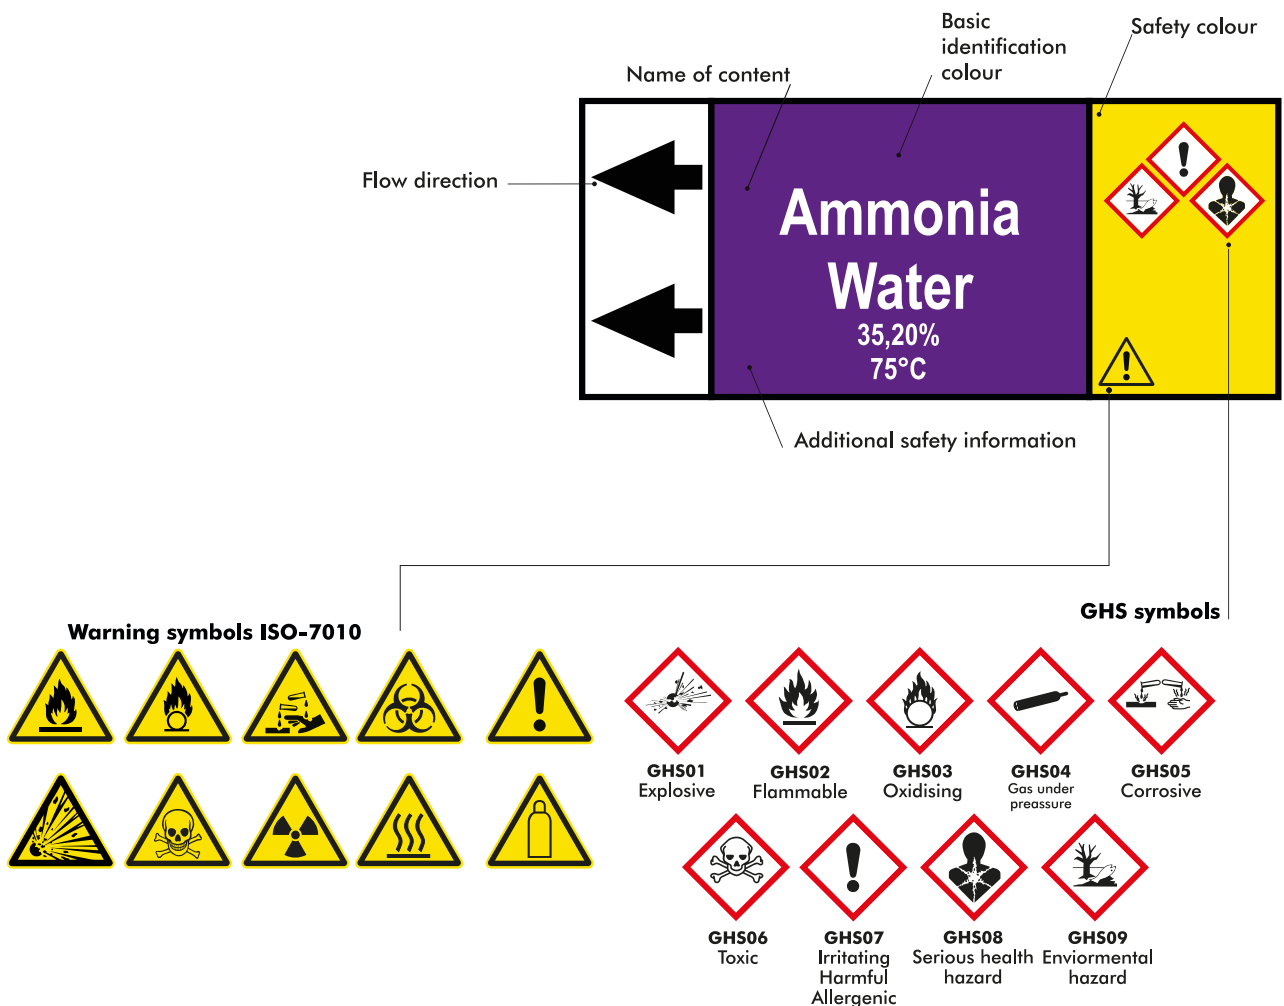 Basic
identification
colour
Safety colour
Name of content
Flow direction
Ammonia
Water
35,20%
75°C
Additional safety information
Warning symbols ISO-7010
GHS symbols
GHS01
Explosive
GHS02
Flammable
GHS03
Oxidising
GHS04
Gas under
preassure
GHS05
Corrosive
GHS06
Toxic
GHS07
Irritating
Harmful
Allergenic
GHS08
Serious health
hazard
GHS09
Enviormental
hazard